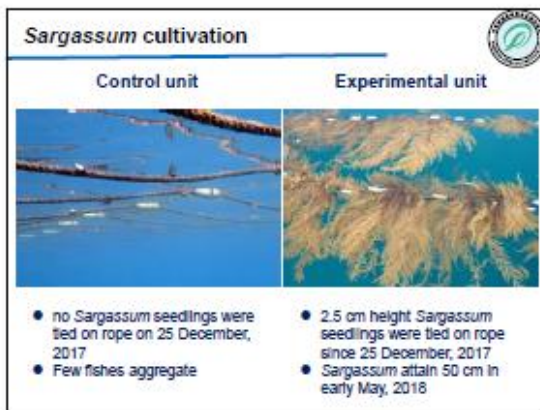 Sargassum cultivation
Control unit
Experimental unit
● no Sargassum seedlings were
tied on rope on 25 December,
2017
● Few fishes aggregate
● 2.5 cm height Sargassum
seedlings were tied on rope
since 25 December, 2017
● Sargassum attain 50 cm in
early May, 2018